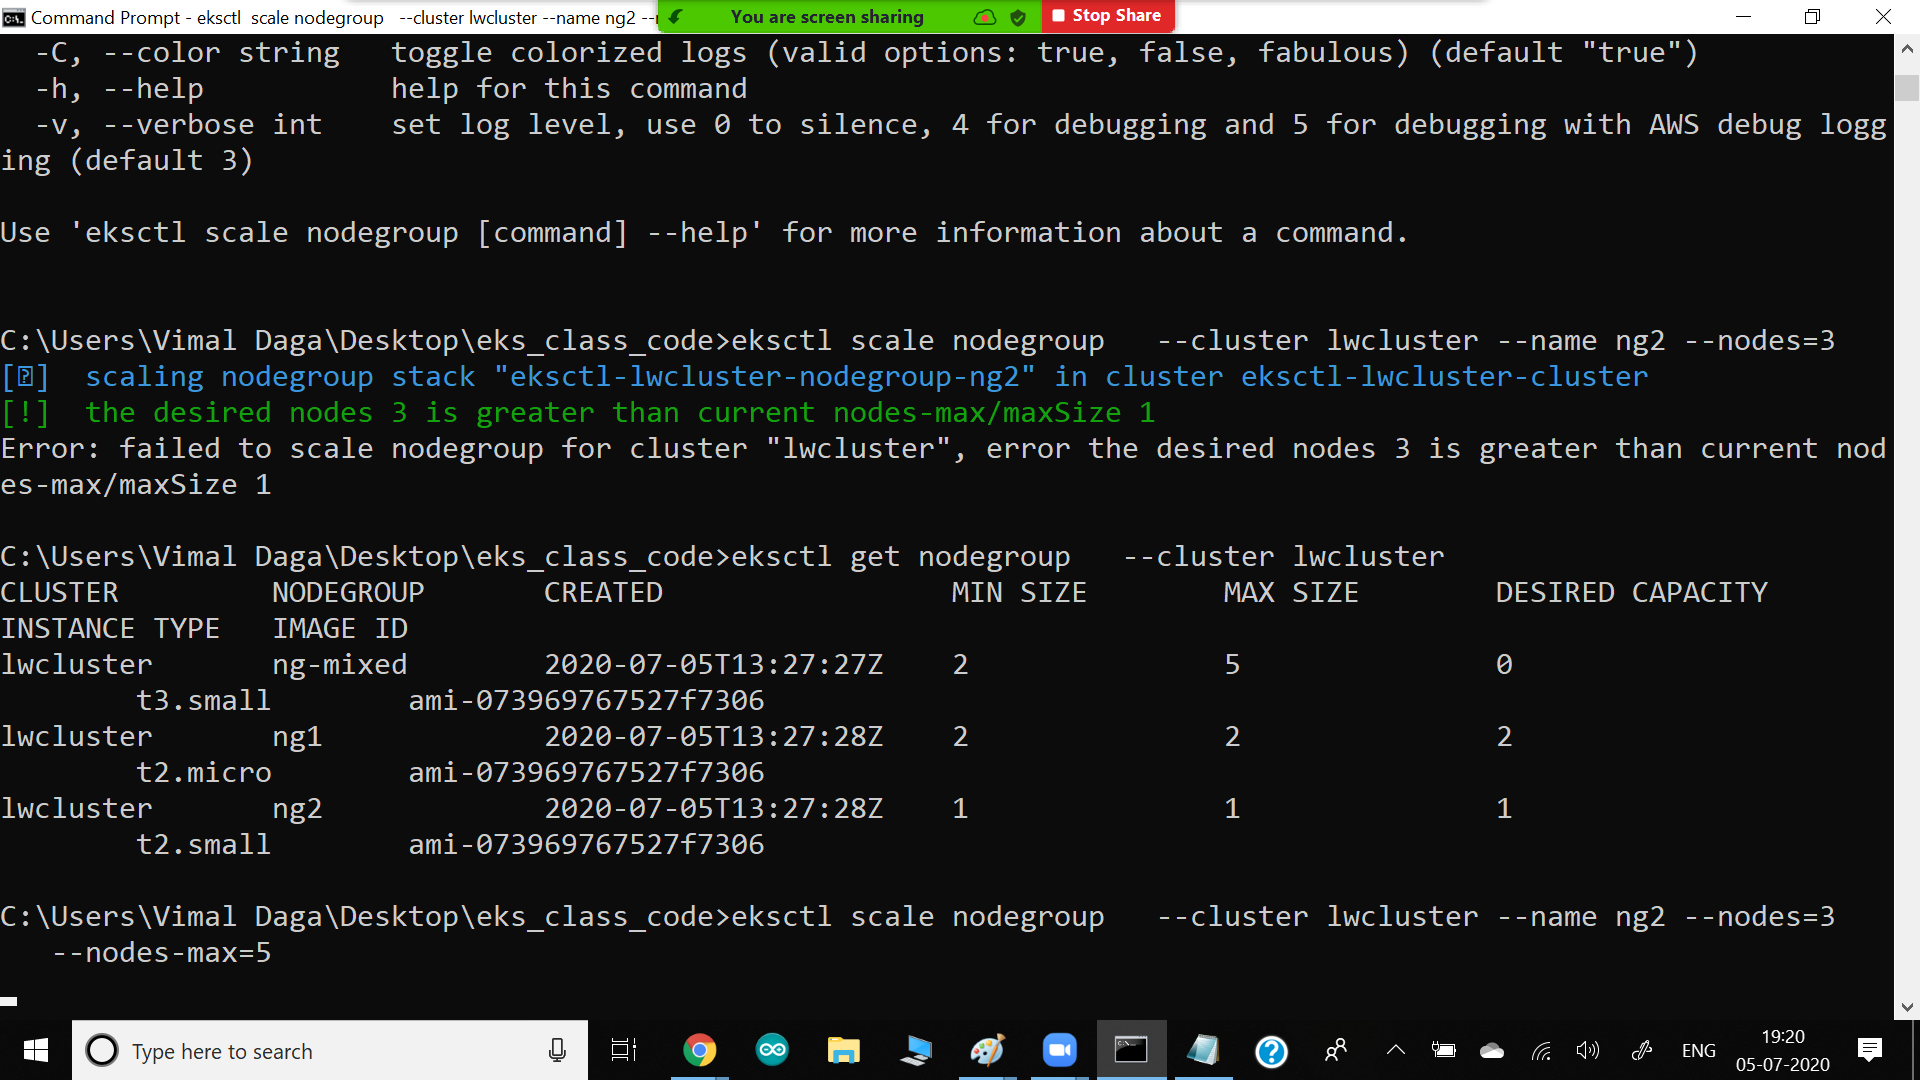 Command Prompt - eksctl  scale nodegroup   --cluster lwcluster --name ng2 --
You are screen sharing
Stop Share
-C, --color string   toggle colorized logs (valid options: true, false, fabulous) (default "true")
-h, --help           help for this command
-v, --verbose int    set log level, use 0 to silence, 4 for debugging and 5 for debugging with AWS debug logg
ing (default 3)
Use 'eksctl scale nodegroup [command] --help' for more information about a command.
C:\Users\Vimal Daga\Desktop\eks_class_code>eksctl scale nodegroup   --cluster lwcluster --name ng2 --nodes=3
[?]  scaling nodegroup stack "eksctl-lwcluster-nodegroup-ng2" in cluster eksctl-lwcluster-cluster
[!]  the desired nodes 3 is greater than current nodes-max/maxSize 1
Error: failed to scale nodegroup for cluster "lwcluster", error the desired nodes 3 is greater than current nod
es-max/maxSize 1
C:\Users\Vimal Daga\Desktop\eks_class_code>eksctl get nodegroup   --cluster lwcluster
CLUSTER         NODEGROUP       CREATED                 MIN SIZE        MAX SIZE        DESIRED CAPACITY
INSTANCE TYPE   IMAGE ID
lwcluster       ng-mixed        2020-07-05T13:27:27Z    2               5               0
t3.small        ami-073969767527f7306
lwcluster       ng1             2020-07-05T13:27:28Z    2               2               2
t2.micro        ami-073969767527f7306
lwcluster       ng2             2020-07-05T13:27:28Z    1               1               1
t2.small        ami-073969767527f7306
C:\Users\Vimal Daga\Desktop\eks_class_code>eksctl scale nodegroup   --cluster lwcluster --name ng2 --nodes=3
--nodes-max=5
Type here to search
ENG
19:20
05-07-2020